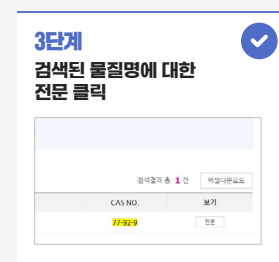 3단계
검색된 물질명에 대한
전문 클릭
검색결과 총 1 건 엑셀다운로드
CAS NO. 보기
77-92-9 전문